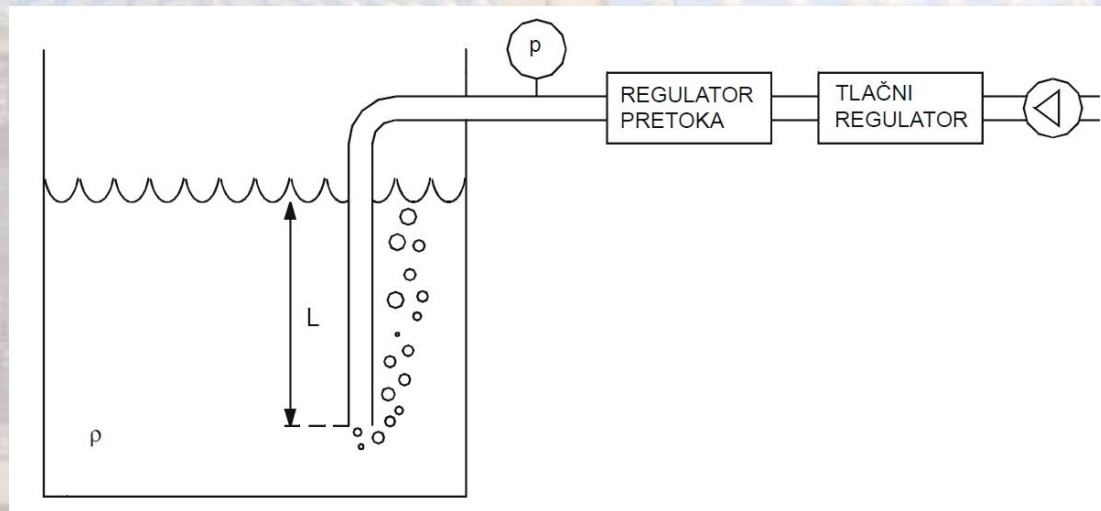 p
REGULATOR
PRETOKA
TLAČNI
REGULATOR
L
ρ